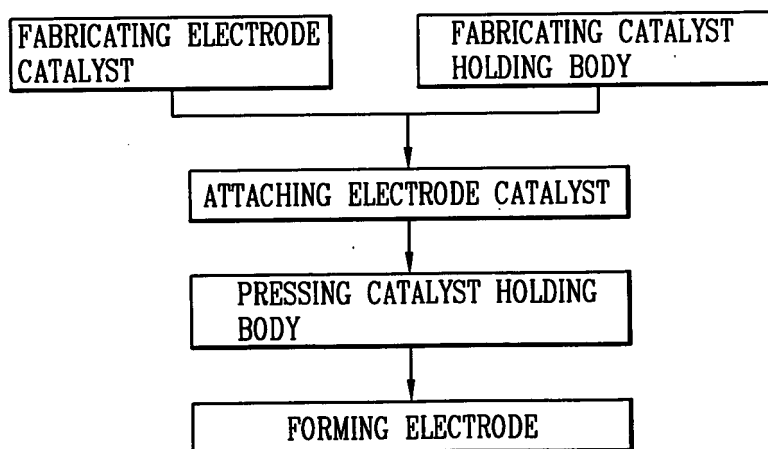 FABRICATING ELECTRODE
CATALYST
FABRICATING CATALYST
HOLDING BODY
ATTACHING ELECTRODE CATALYST
PRESSING CATALYST HOLDING
BODY
FORMING ELECTRODE